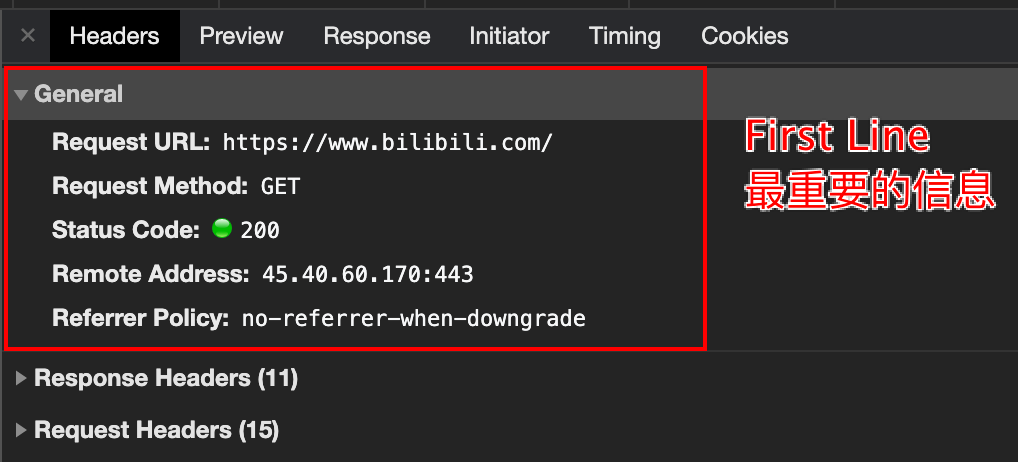 × Headers Preview Response Initiator Timing Cookies
General
Request URL: https://www.bilibili.com/
Request Method: GET
Status Code: 200
Remote Address: 45.40.60.170:443
Referrer Policy: no-referrer-when-downgrade
First Line
最重要的信息
Response Headers (11)
Request Headers (15)